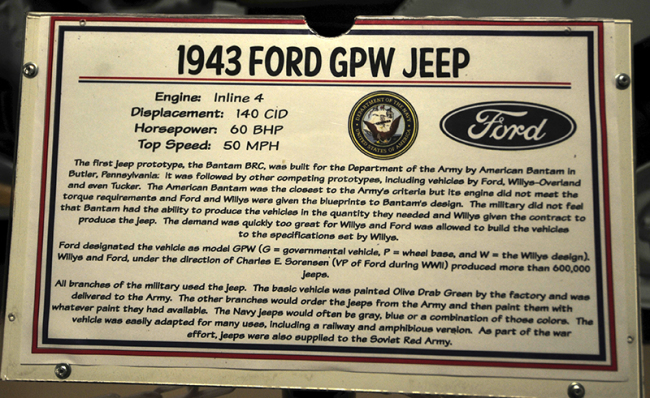 1943 FORD GPW JEEP
Engine: Inline 4
Displacement: 140 CID
Horsepower: 60 BHP
Top Speed: 50 MPH
DEPARTMENT OF THE NAVY
UNITED STATES OF AMERICA
Ford
The first jeep prototype, the Bantam BRC, was built for the Department of the Army by American Bantam in
Butler, Pennsylvania. It was followed by other competing prototypes, including vehicles by Ford, Willys-Overland
and even Tucker. The American Bantam was the closest to the Army's criteria but its engine did not meet the
torque requirements and Ford and Willys were given the blueprints to Bantam's design. The military did not feel
that Bantam had the ability to produce the vehicles in the quantity they needed and Willys given the contract to
produce the jeep. The demand was quickly too great for Willys and Ford was allowed to build the vehicles
to the specifications set by Willys.
Ford designated the vehicle as model GPW (G = governmental vehicle, P = wheel base, and W = the Willys design).
Willys and Ford, under the direction of Charles E. Sorensen (VP of Ford during WWII) produced more than 600,000
jeeps.
All branches of the military used the jeep. The basic vehicle was painted Olive Drab Green by the factory and was
delivered to the Army. The other branches would order the jeeps from the Army and then paint them with
whatever paint they had available. The Navy jeeps would often be gray, blue or a combination of those colors. The
vehicle was easily adapted for many uses, including a railway and amphibious version. As part of the war
effort, jeeps were also supplied to the Soviet Red Army.